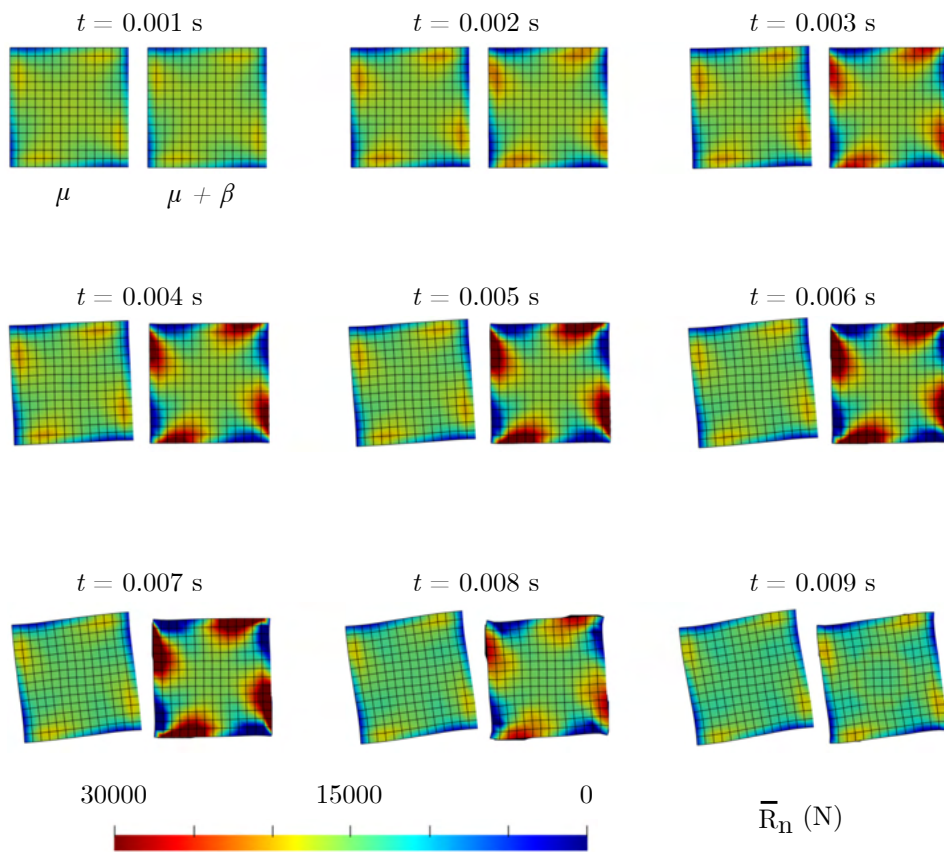 t = 0.001 s
t = 0.002 s
t = 0.003 s
μ
μ + β
t = 0.004 s
t = 0.005 s
t = 0.006 s
t = 0.007 s
t = 0.008 s
t = 0.009 s
30000
15000
0
R̅n (N)